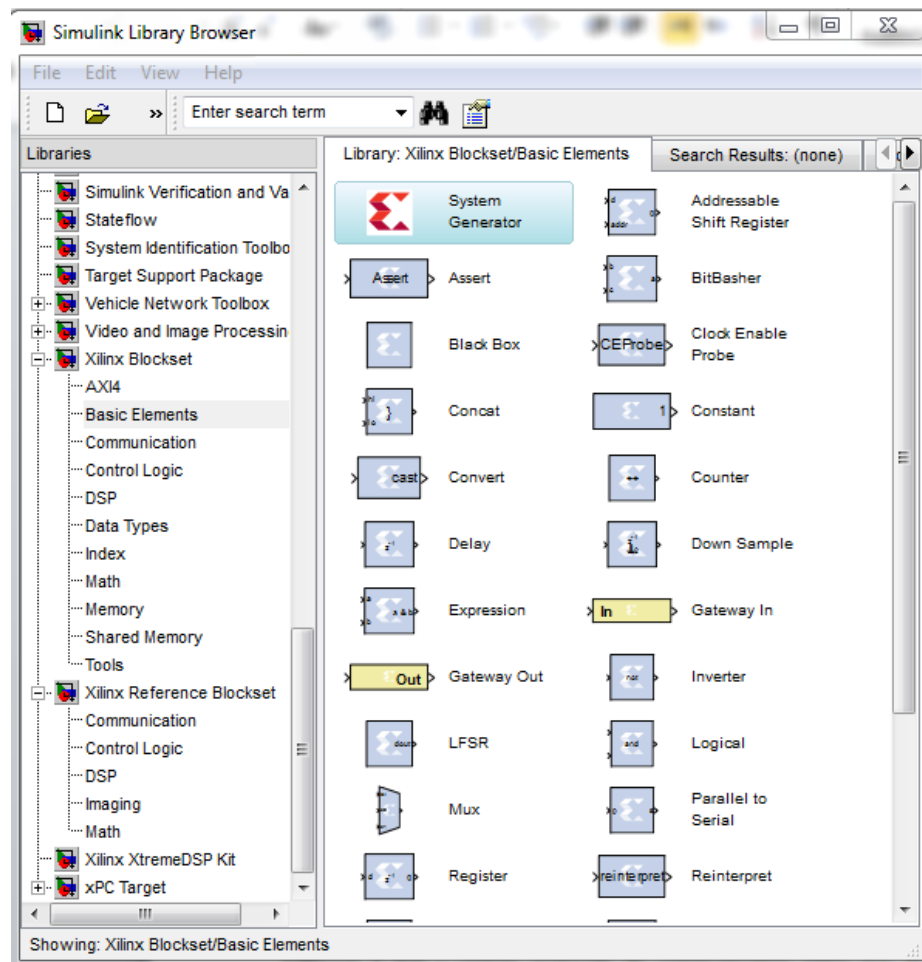 Simulink Library Browser
File Edit View Help
» Enter search term
Libraries
Library: Xilinx Blockset/Basic Elements
Search Results: (none)
Simulink Verification and Va
Stateflow
System Identification Toolbo
Target Support Package
Vehicle Network Toolbox
Video and Image Processin
Xilinx Blockset
AXI4
Basic Elements
Communication
Control Logic
DSP
Data Types
Index
Math
Memory
Shared Memory
Tools
Xilinx Reference Blockset
Communication
Control Logic
DSP
Imaging
Math
Xilinx XtremeDSP Kit
xPC Target
System
Generator
Addressable
Shift Register
Assert
Assert
BitBasher
Black Box
CEProbe
Clock Enable
Probe
Concat
1
Constant
cast
Convert
Counter
Delay
Down Sample
Expression
In
Gateway In
Out
Gateway Out
not
Inverter
dout
LFSR
and
Logical
Mux
Parallel to
Serial
Register
reinterpret
Reinterpret
Showing: Xilinx Blockset/Basic Elements